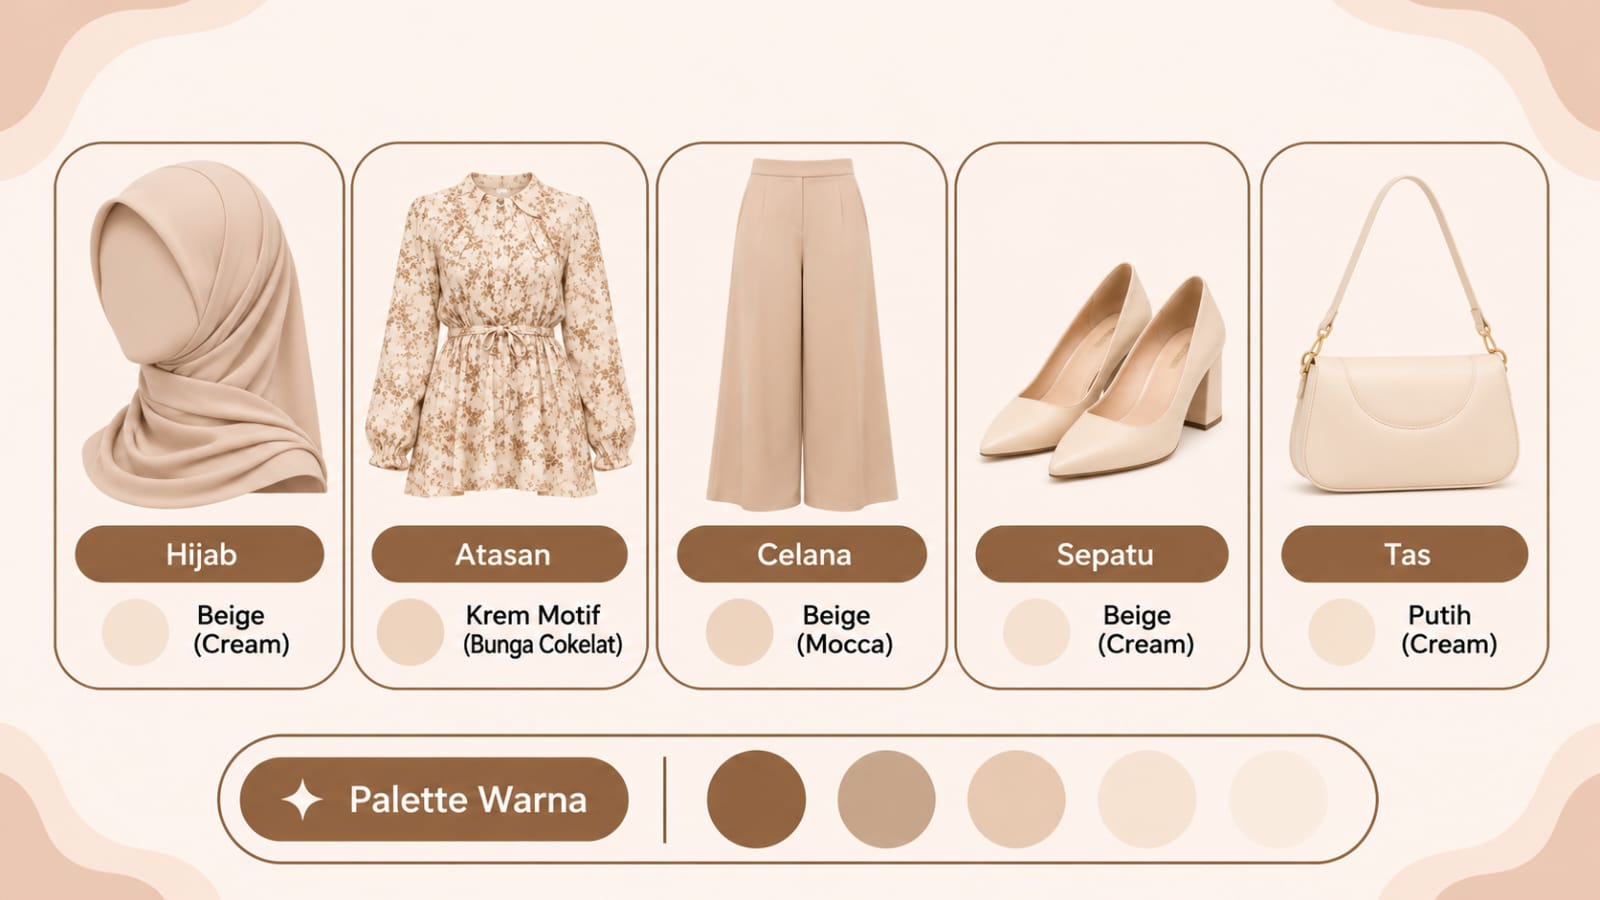 Hijab
Beige
(Cream)
Atasan
Krem Motif
(Bunga Cokelat)
Celana
Beige
(Mocca)
Sepatu
Beige
(Cream)
Tas
Putih
(Cream)
Palette Warna